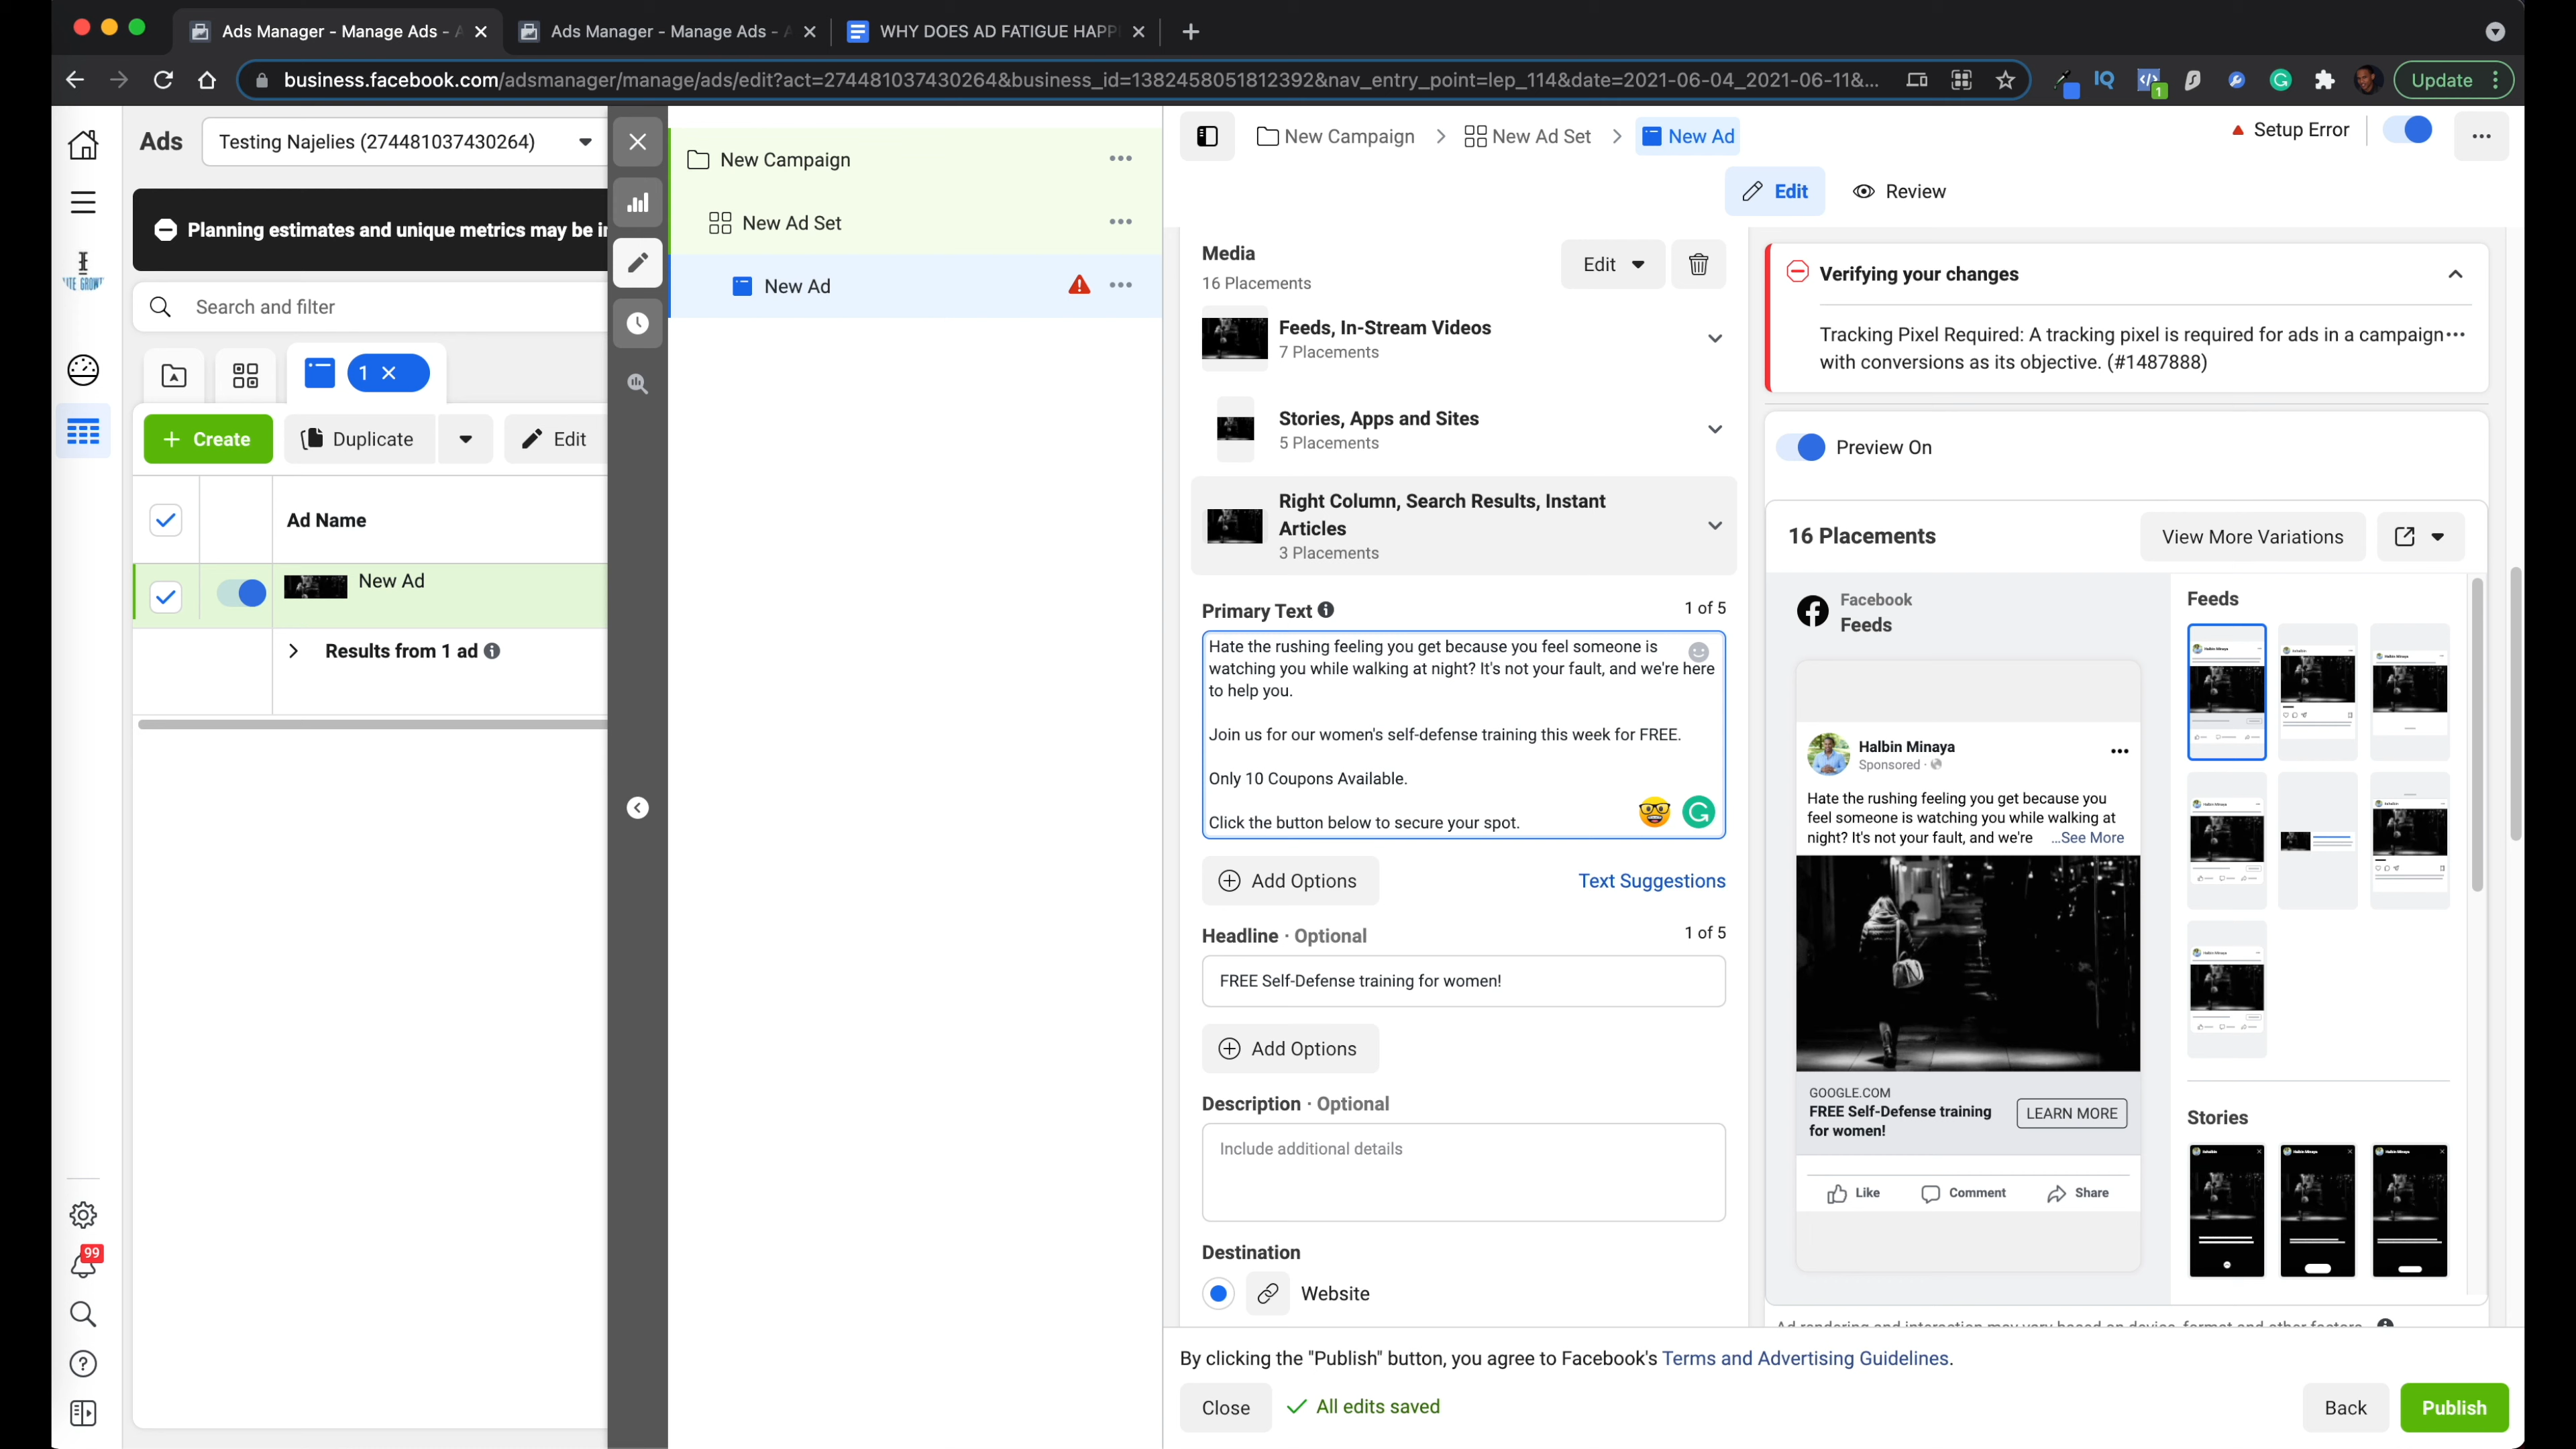 Ads Manager - Manage Ads - A
Ads Manager - Manage Ads - A
WHY DOES AD FATIGUE HAPP
business.facebook.com/adsmanager/manage/ads/edit?act=274481037430264&business_id=1382458051812392&nav_entry_point=lep_114&date=2021-06-04_2021-06-11&...
IQ
1
Update
Ads
Testing Najelies (274481037430264)
Planning estimates and unique metrics may be i
Search and filter
1
Create
Duplicate
Edit
Ad Name
New Ad
Results from 1 ad
99
New Campaign
New Ad Set
New Ad
New Campaign
New Ad Set
New Ad
Setup Error
Edit
Review
Media
16 Placements
Edit
Feeds, In-Stream Videos
7 Placements
Stories, Apps and Sites
5 Placements
Right Column, Search Results, Instant
Articles
3 Placements
Primary Text
1 of 5
Hate the rushing feeling you get because you feel someone is
watching you while walking at night? It's not your fault, and we're here
to help you.
Join us for our women's self-defense training this week for FREE.
Only 10 Coupons Available.
Click the button below to secure your spot.
Add Options
Text Suggestions
Headline · Optional
1 of 5
FREE Self-Defense training for women!
Add Options
Description · Optional
Include additional details
Destination
Website
Verifying your changes
Tracking Pixel Required: A tracking pixel is required for ads in a campaign
with conversions as its objective. (#1487888)
Preview On
16 Placements
View More Variations
Facebook
Feeds
Halbin Minaya
Sponsored ·
Hate the rushing feeling you get because you
feel someone is watching you while walking at
night? It's not your fault, and we're ...See More
GOOGLE.COM
FREE Self-Defense training
for women!
LEARN MORE
Like
Comment
Share
Feeds
Stories
By clicking the "Publish" button, you agree to Facebook's Terms and Advertising Guidelines.
Close
All edits saved
Back
Publish